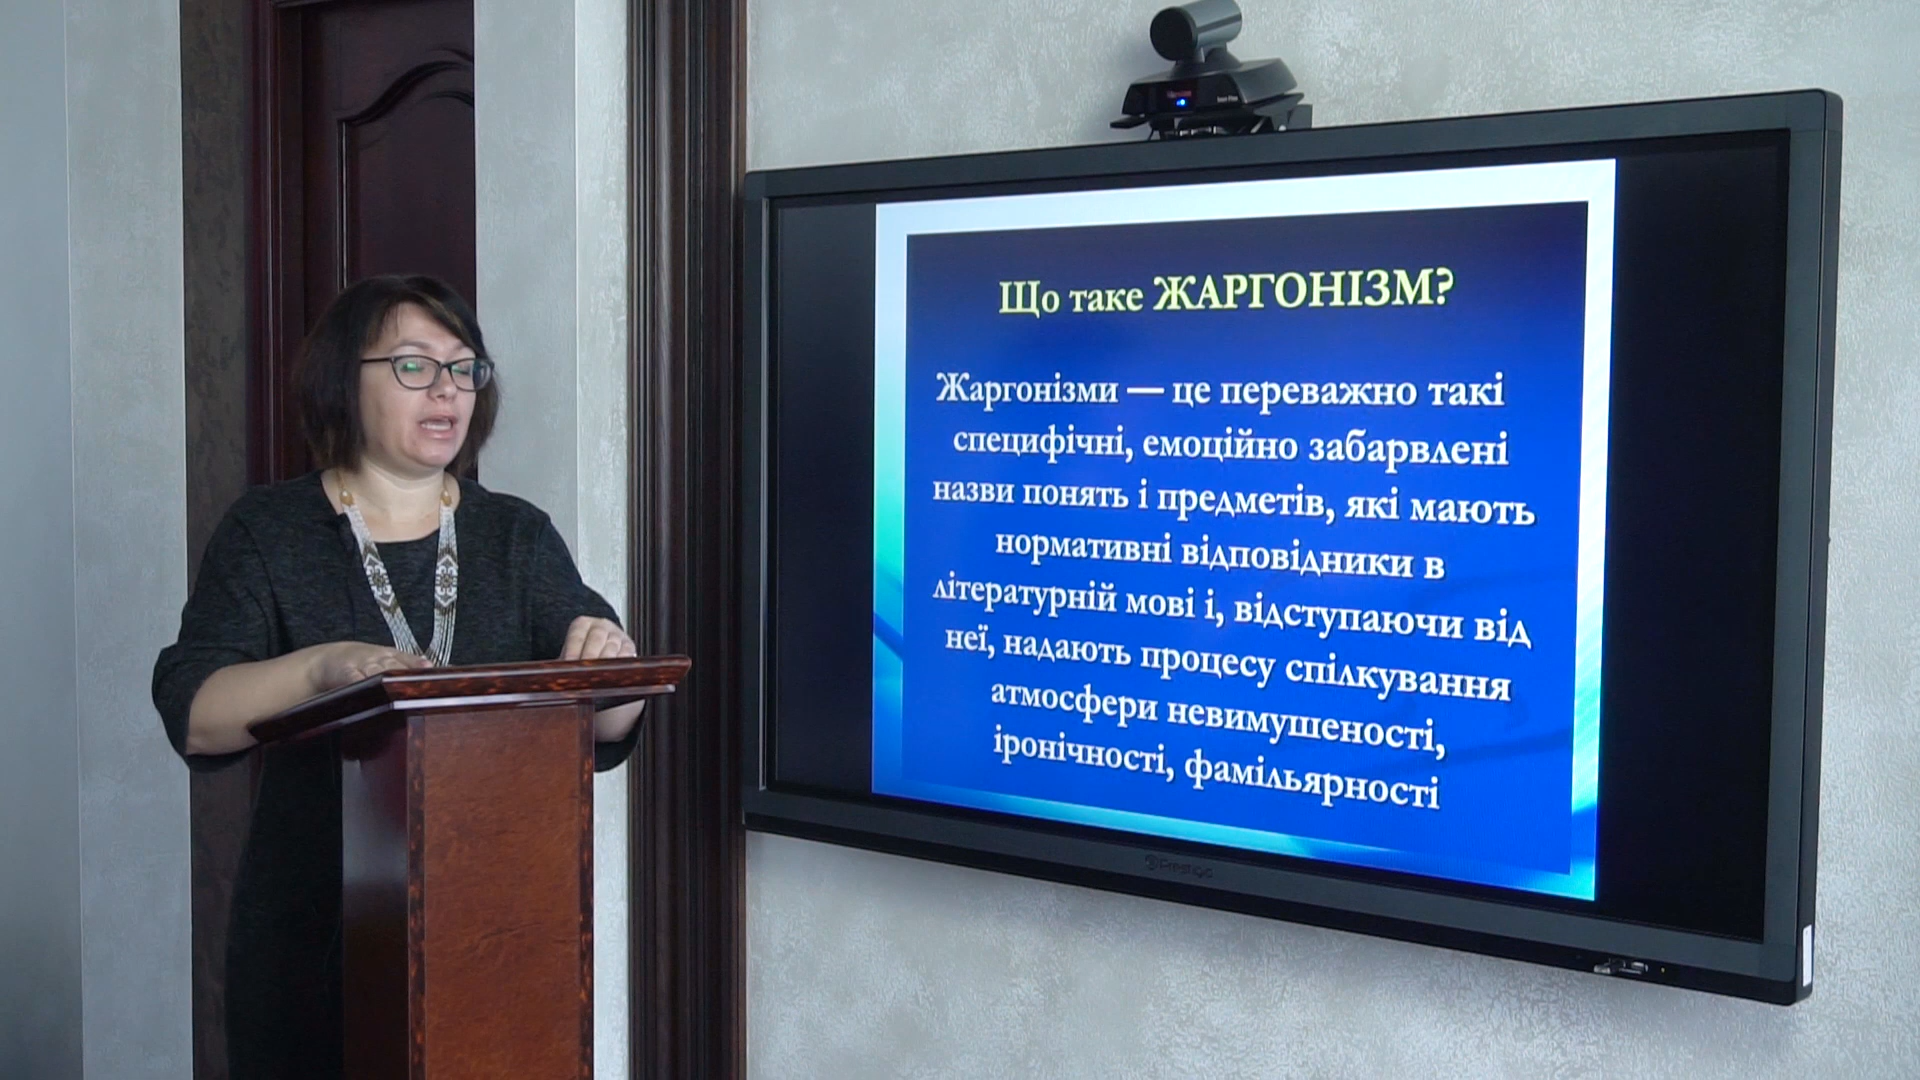 Що таке ЖАРГОНІЗМ?
Жаргонізми — це переважно такі
специфічні, емоційно забарвлені
назви понять і предметів, які мають
нормативні відповідники в
літературній мові і, відступаючи від
неї, надають процесу спілкування
атмосфери невимушеності,
іронічності, фамільярності
Prestigio